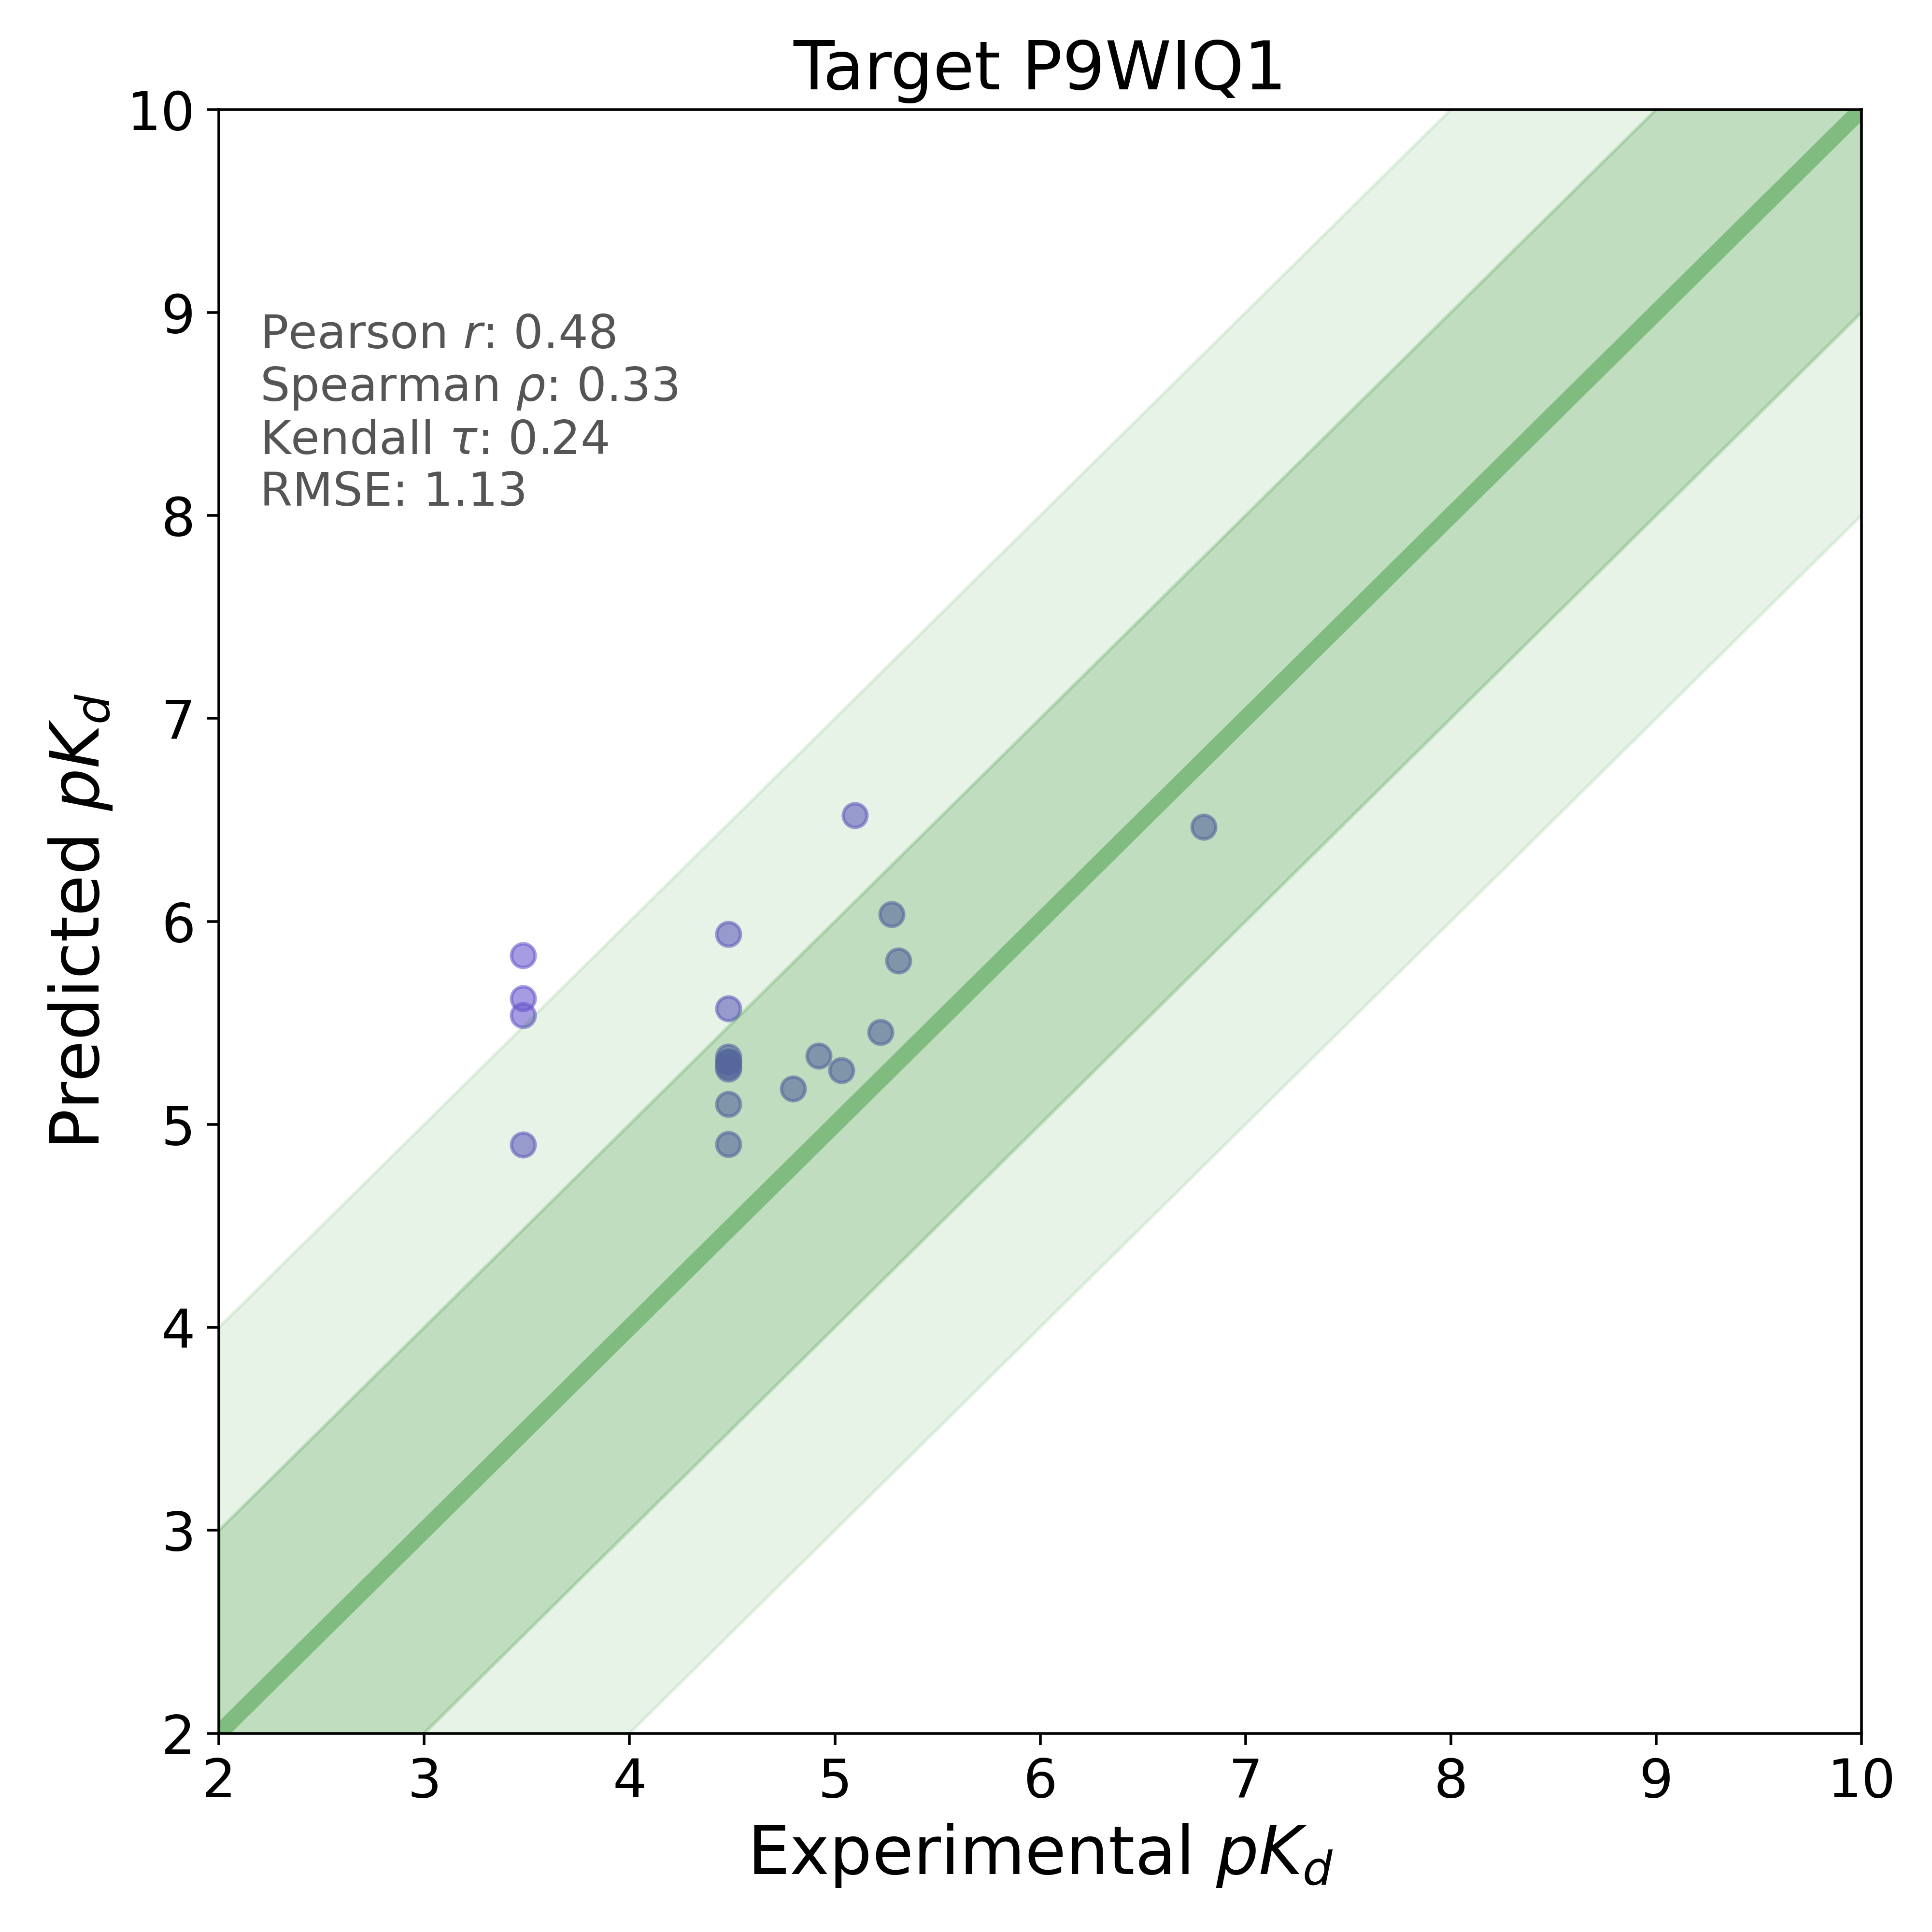 Target P9WIQ1
10
9
8
7
6
5
4
3
2
Pearson r: 0.48
Spearman ρ: 0.33
Kendall τ: 0.24
RMSE: 1.13
Predicted pK_d
2 3 4 5 6 7 8 9 10
Experimental pK_d